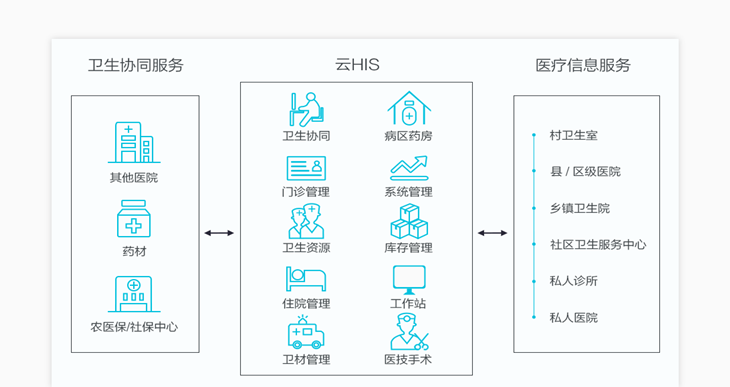 卫生协同服务
云HIS
医疗信息服务
其他医院
药材
农医保/社保中心
卫生协同
病区药房
门诊管理
系统管理
卫生资源
库存管理
住院管理
工作站
卫材管理
医技手术
村卫生室
县 / 区级医院
乡镇卫生院
社区卫生服务中心
私人诊所
私人医院